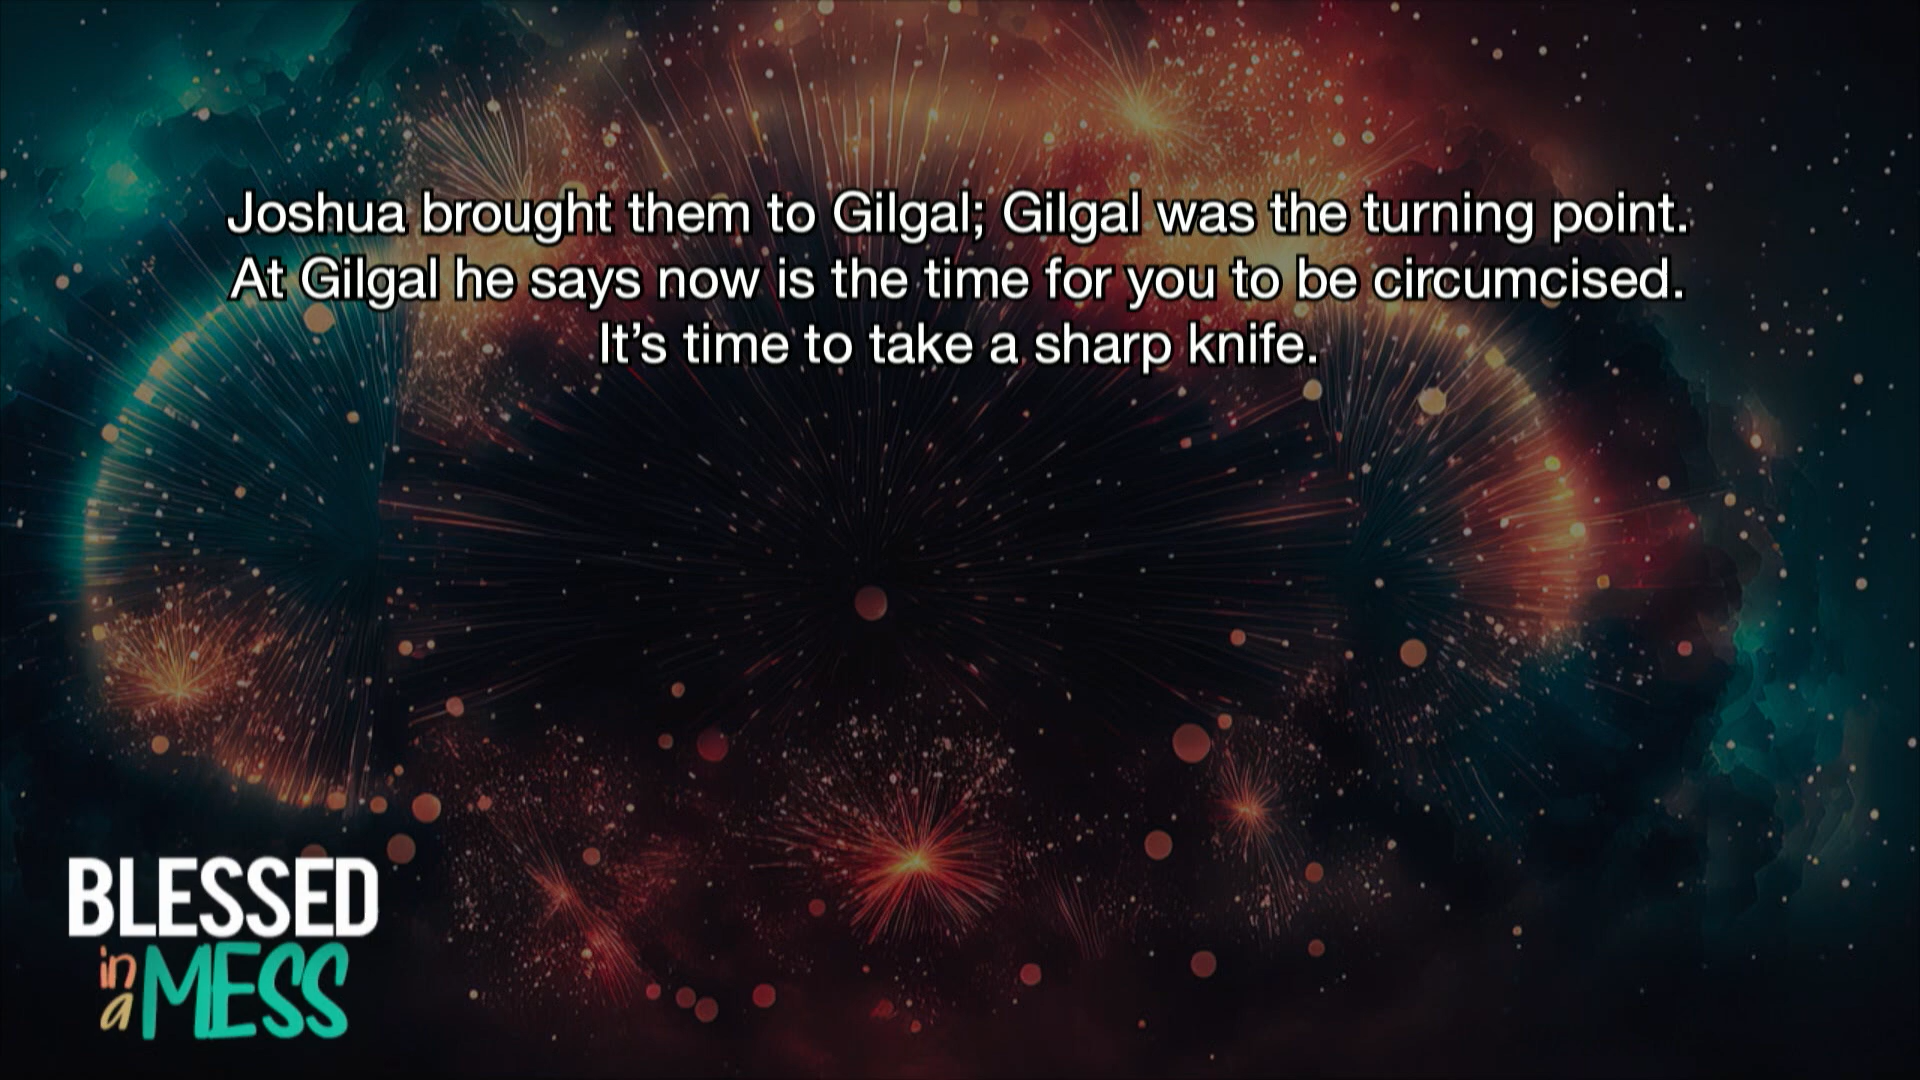 Joshua brought them to Gilgal; Gilgal was the turning point.
At Gilgal he says now is the time for you to be circumcised.
It’s time to take a sharp knife.
BLESSED
in
a MESS